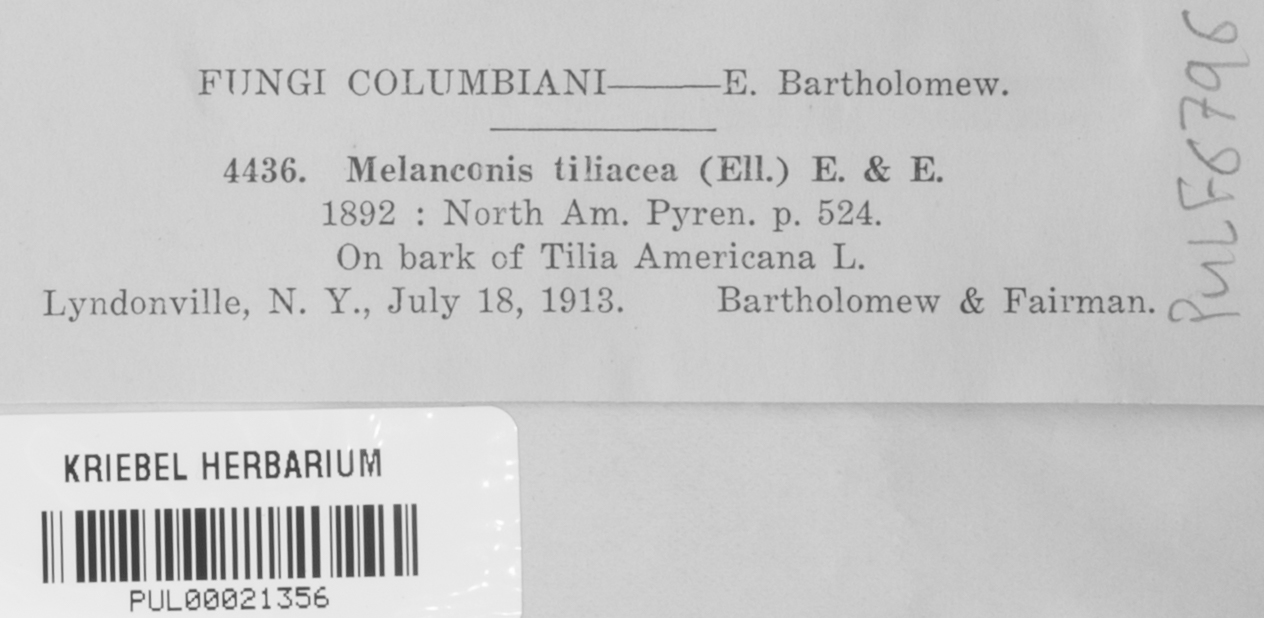 FUNGI COLUMBIANI———E. Bartholomew.
4436. Melanconis tiliacea (Ell.) E. & E.
1892 : North Am. Pyren. p. 524.
On bark of Tilia Americana L.
Lyndonville, N. Y., July 18, 1913. Bartholomew & Fairman.
PULF8796
KRIEBEL HERBARIUM
PUL00021356